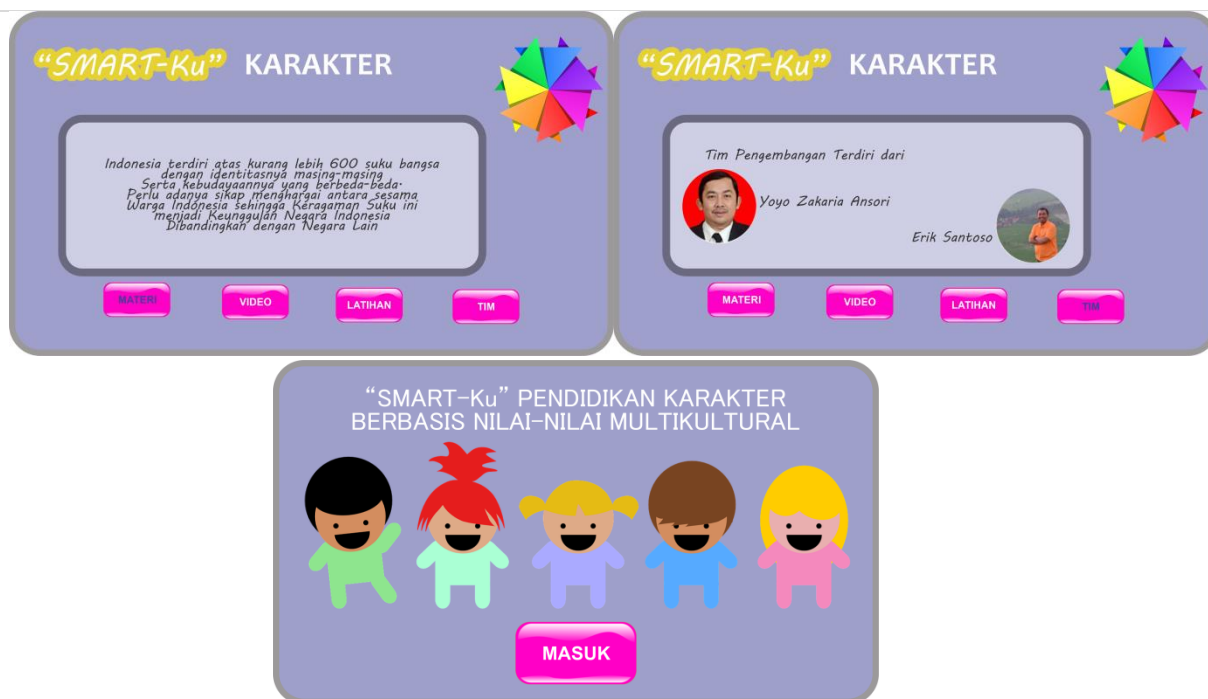 “SMART-Ku” KARAKTER
Indonesia terdiri atas kurang lebih 600 suku bangsa
dengan identitasnya masing-masing
Serta kebudayaannya yang berbeda-beda.
Perlu adanya sikap menghargai antara sesama
Warga Indonesia sehingga Keragaman Suku ini
menjadi Keunggulan Negara Indonesia
Dibandingkan dengan Negara Lain
MATERI VIDEO LATIHAN TIM
“SMART-Ku” KARAKTER
Tim Pengembangan Terdiri dari
Yoyo Zakaria Ansori
Erik Santoso
MATERI VIDEO LATIHAN TIM
“SMART-Ku” PENDIDIKAN KARAKTER
BERBASIS NILAI-NILAI MULTIKULTURAL
MASUK